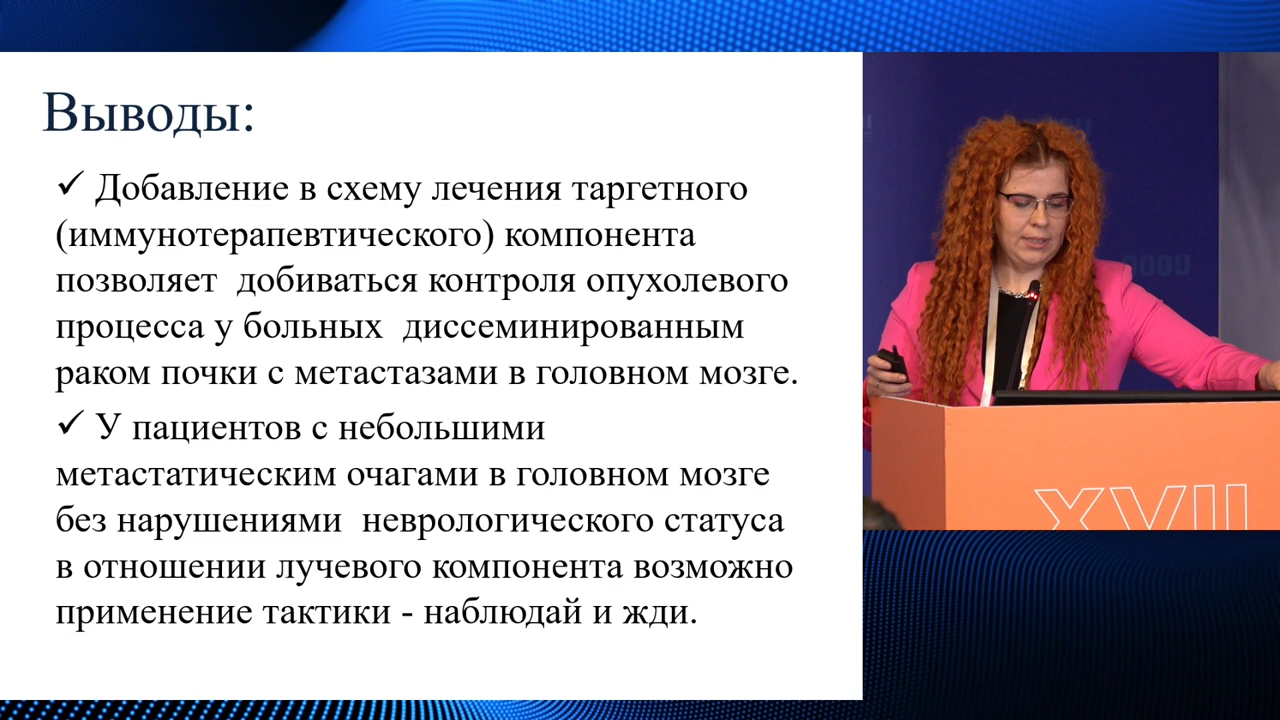 Выводы:
✓ Добавление в схему лечения таргетного
(иммунотерапевтического) компонента
позволяет добиваться контроля опухолевого
процесса у больных диссеминированным
раком почки с метастазами в головном мозге.
✓ У пациентов с небольшими
метастатическим очагами в головном мозге
без нарушениями неврологического статуса
в отношении лучевого компонента возможно
применение тактики - наблюдай и жди.
РООУ
XVII